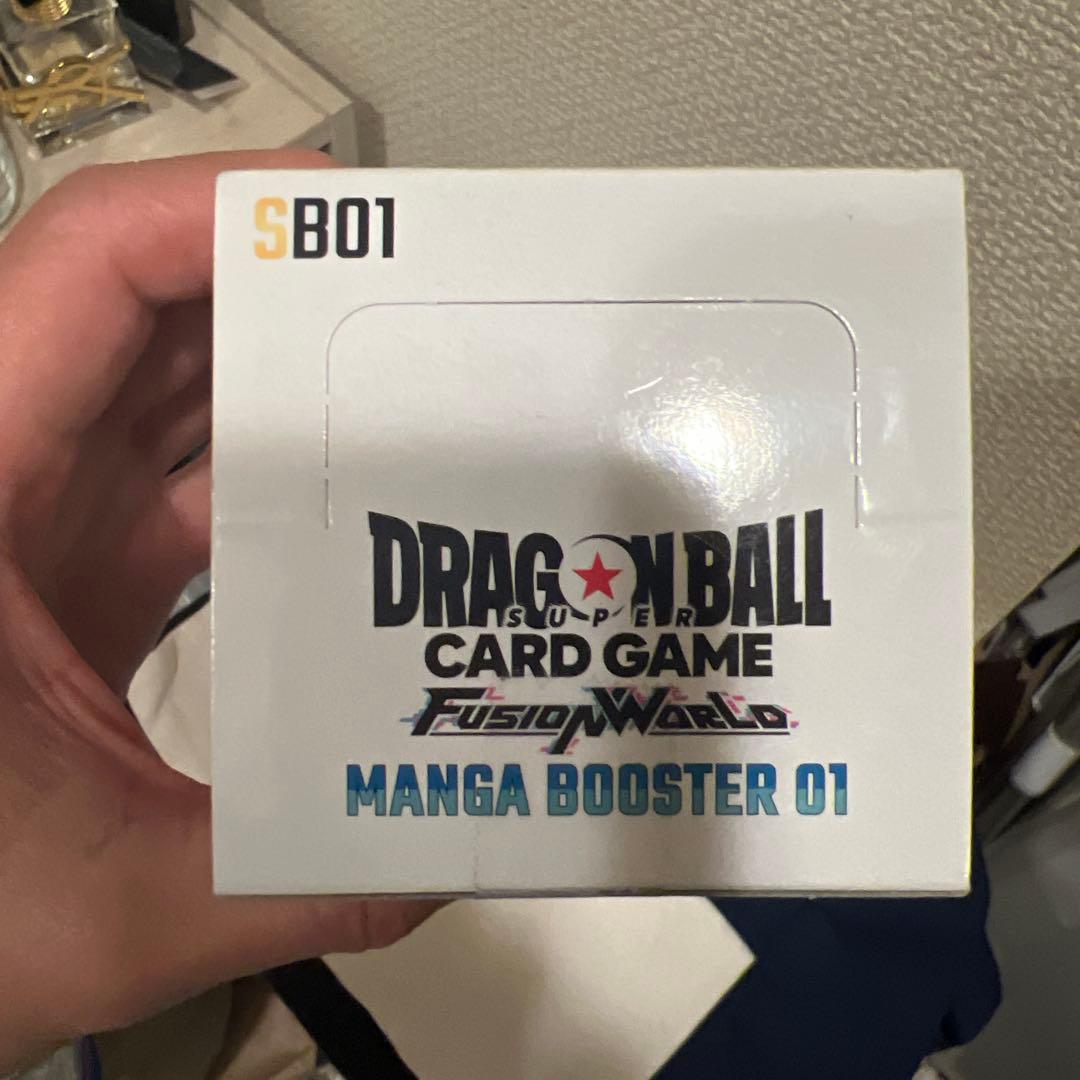 SB01
DRAGON BALL
SUPER
CARD GAME
FUSION WORLD
MANGA BOOSTER 01